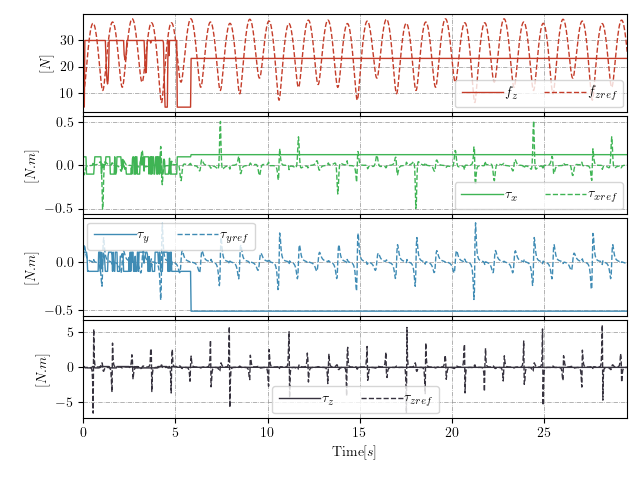 30
20
10
[N]
f_z
f_zref
0.5
0.0
−0.5
[N.m]
τ_x
τ_xref
0.0
−0.5
[N.m]
τ_y
τ_yref
5
0
−5
[N.m]
τ_z
τ_zref
0 5 10 15 20 25
Time[s]